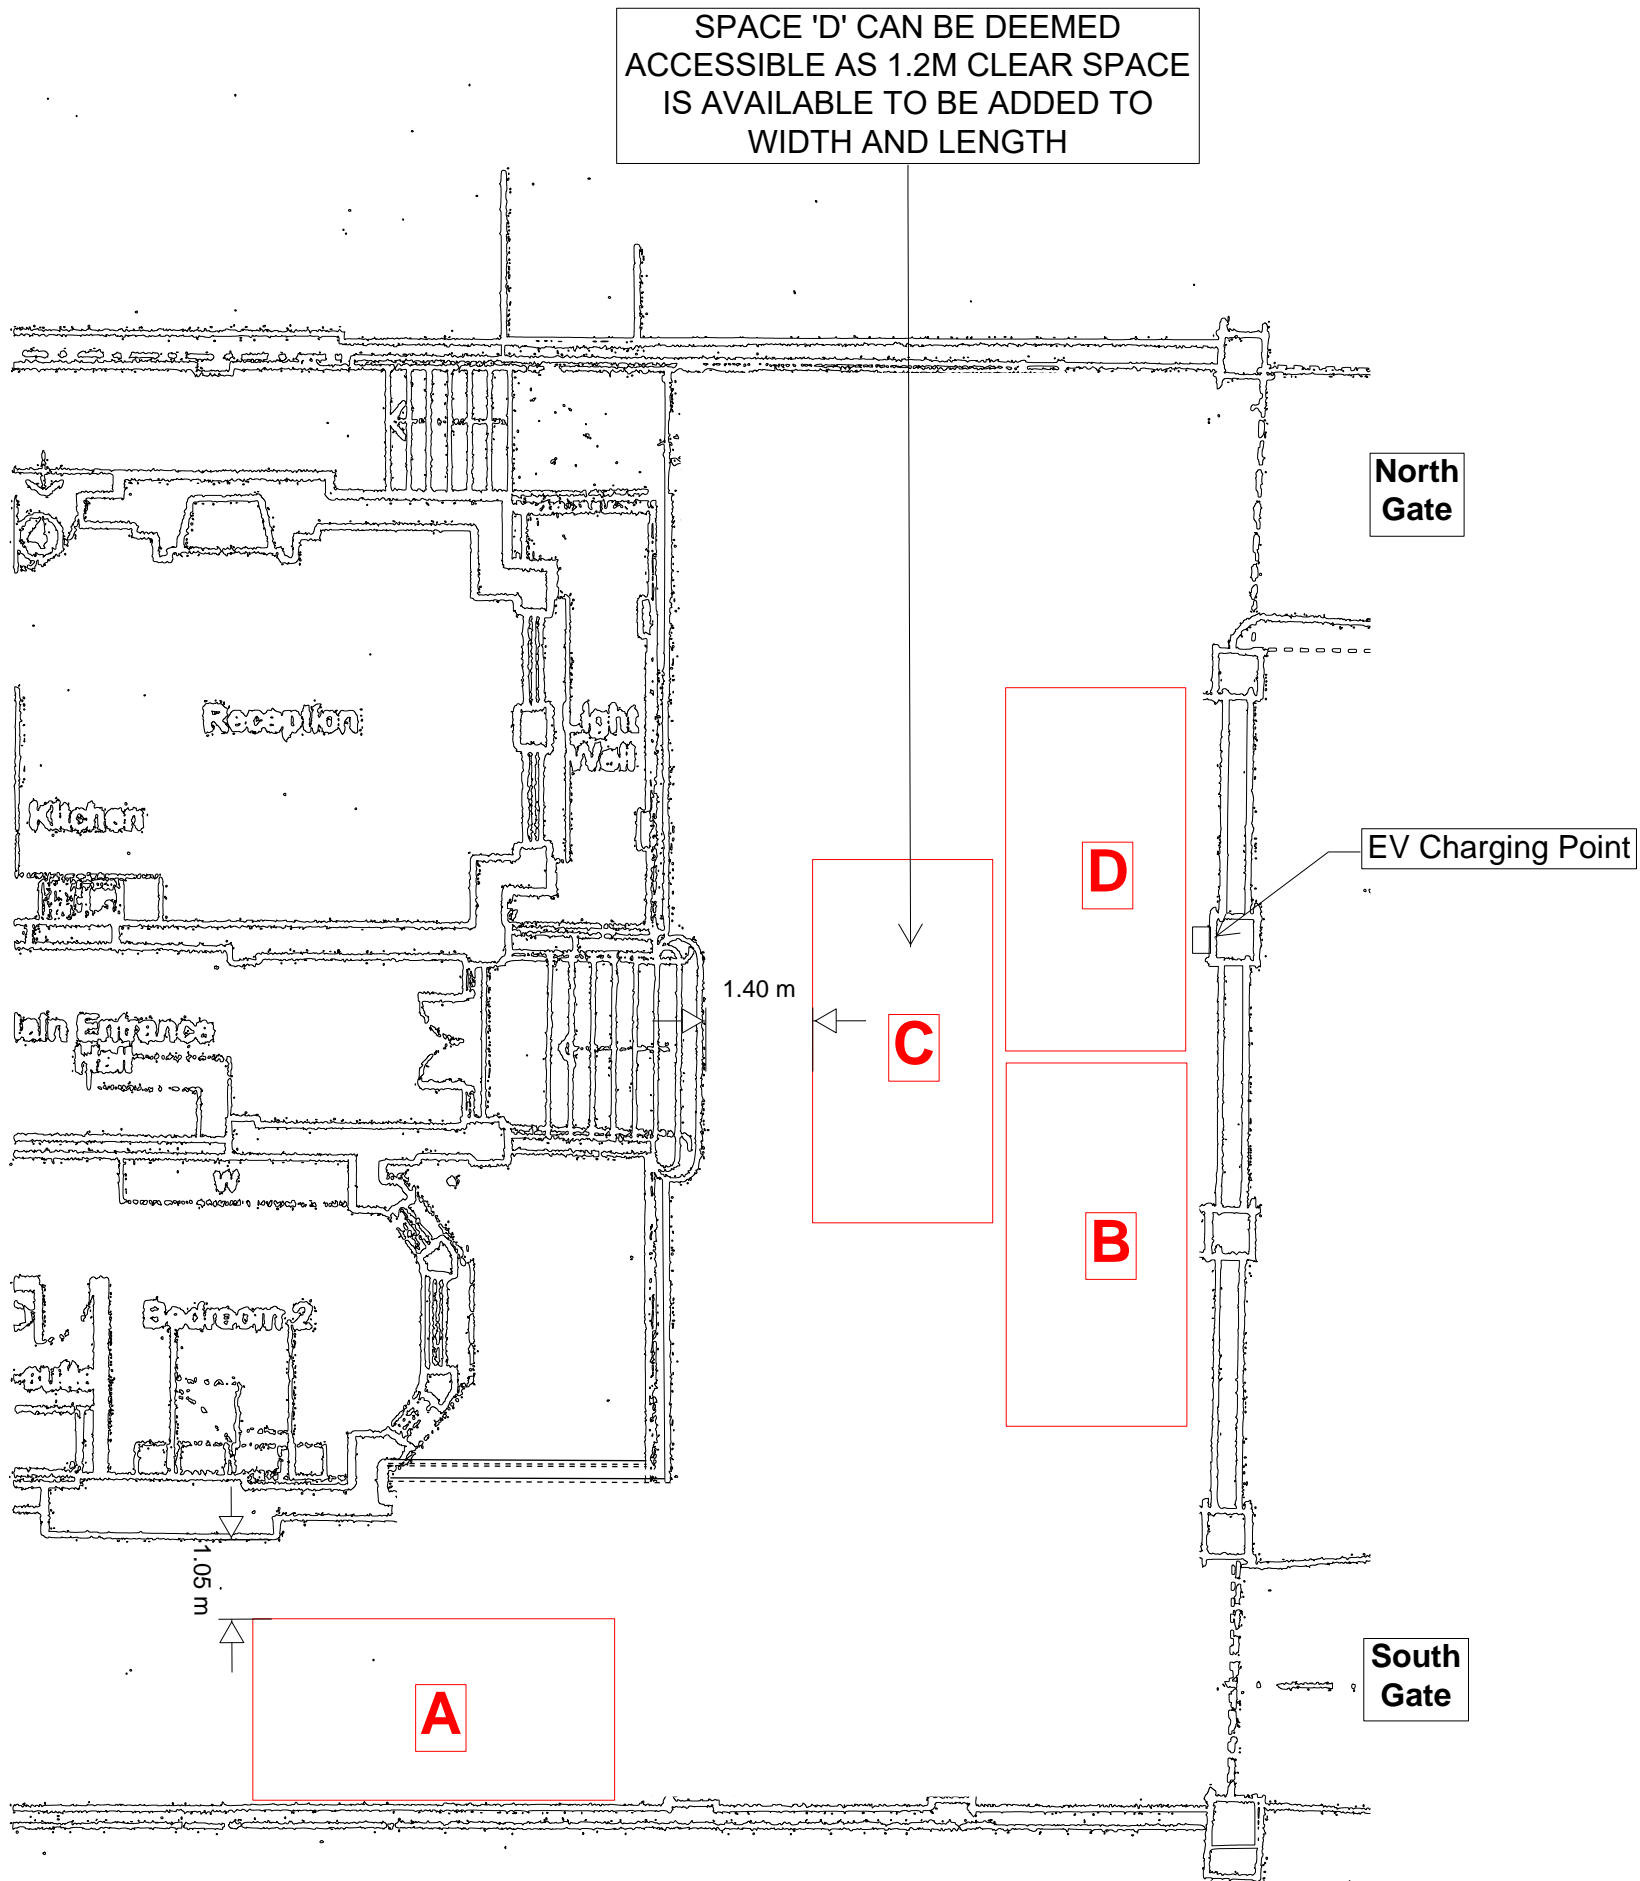 SPACE 'D' CAN BE DEEMED
ACCESSIBLE AS 1.2M CLEAR SPACE
IS AVAILABLE TO BE ADDED TO
WIDTH AND LENGTH
North
Gate
Reception
Light
Well
Kitchen
D
EV Charging Point
1.40 m
C
Entrance
Hall
W
B
Bedroom 2
1.05 m
A
South
Gate